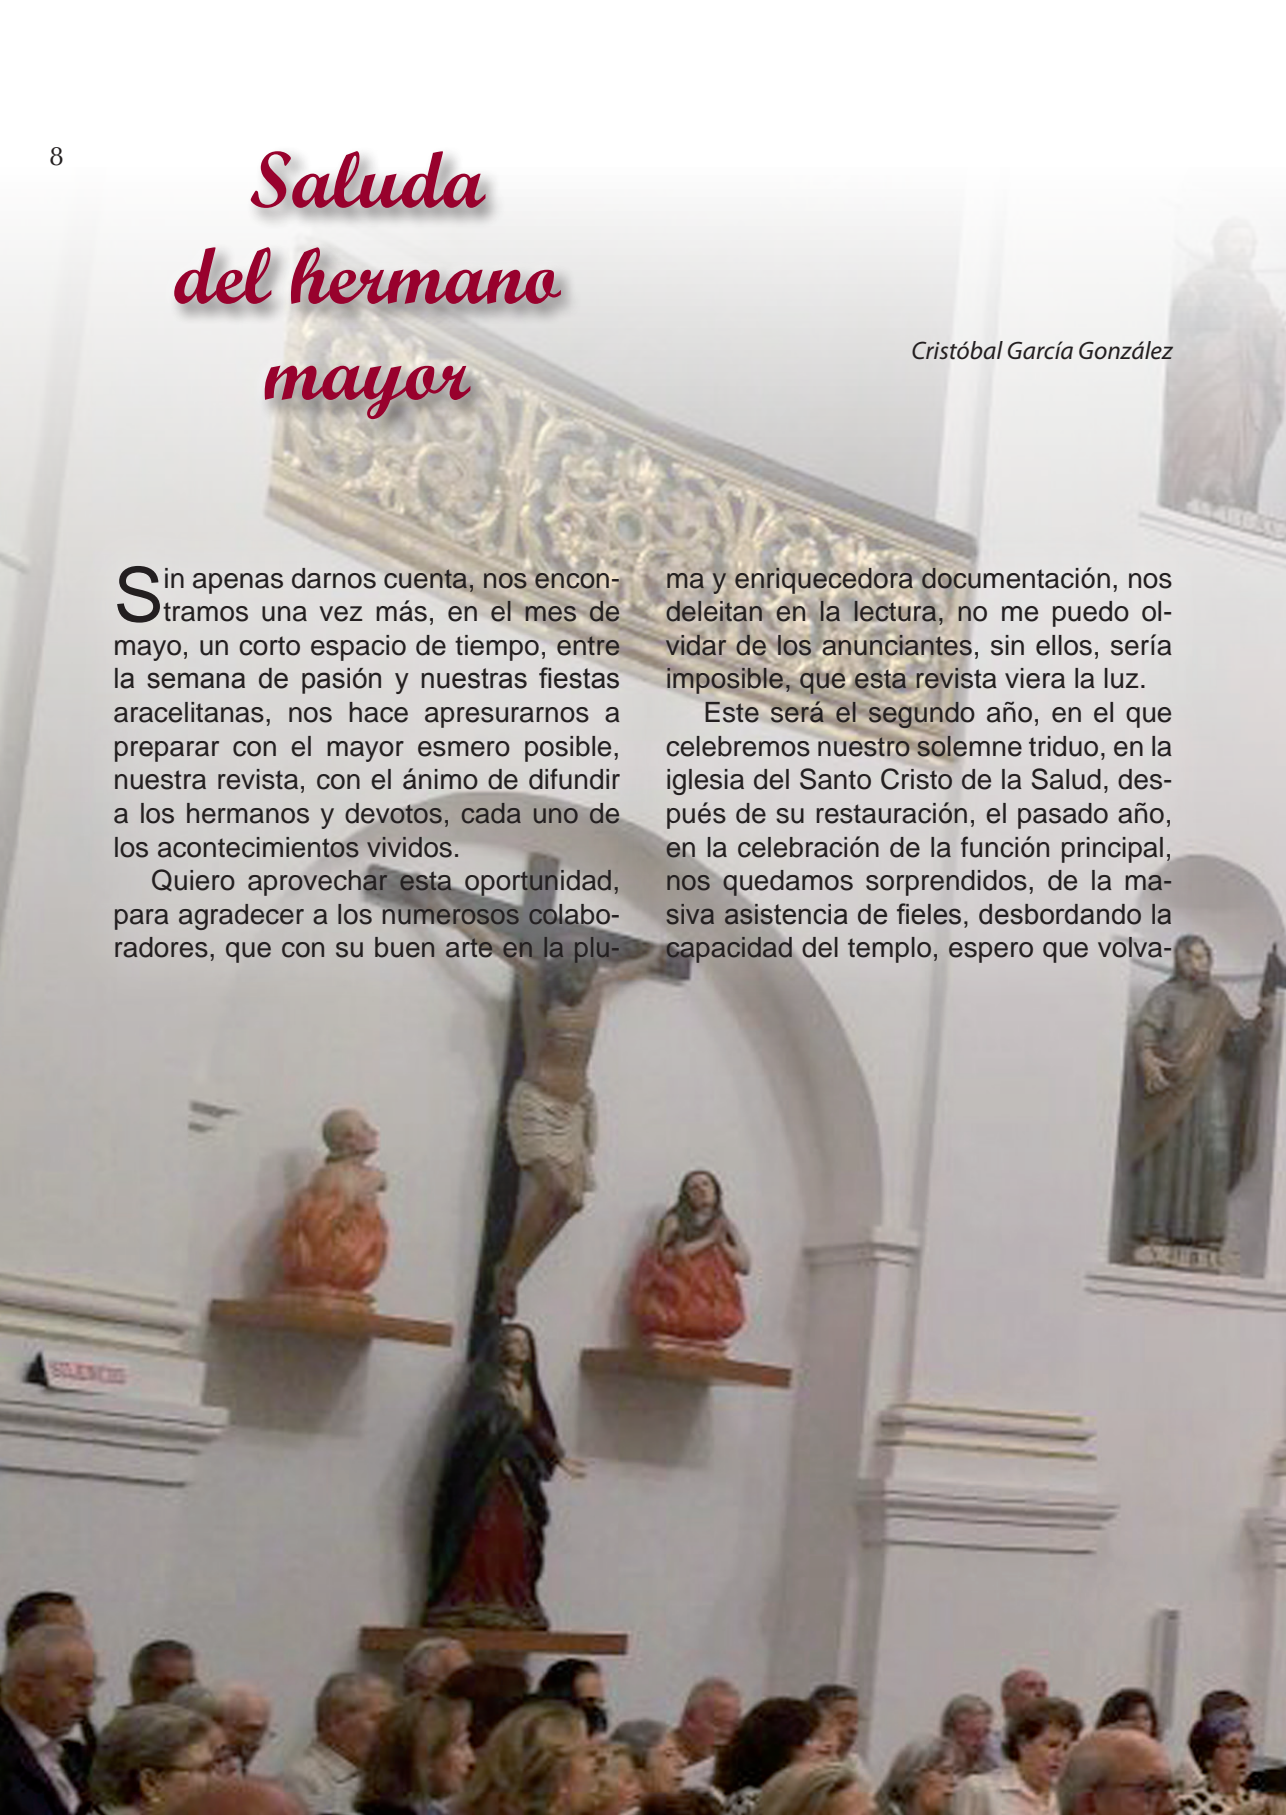 8
Saluda
del hermano
mayor
Cristóbal García González
Sin apenas darnos cuenta, nos encon-
tramos una vez más, en el mes de
mayo, un corto espacio de tiempo, entre
la semana de pasión y nuestras fiestas
aracelitanas, nos hace apresurarnos a
preparar con el mayor esmero posible,
nuestra revista, con el ánimo de difundir
a los hermanos y devotos, cada uno de
los acontecimientos vividos.
Quiero aprovechar esta oportunidad,
para agradecer a los numerosos colabo-
radores, que con su buen arte en la plu-
ma y enriquecedora documentación, nos
deleitan en la lectura, no me puedo ol-
vidar de los anunciantes, sin ellos, sería
imposible, que esta revista viera la luz.
Este será el segundo año, en el que
celebremos nuestro solemne triduo, en la
iglesia del Santo Cristo de la Salud, des-
pués de su restauración, el pasado año,
en la celebración de la función principal,
nos quedamos sorprendidos, de la ma-
siva asistencia de fieles, desbordando la
capacidad del templo, espero que volva-
SILENCIO